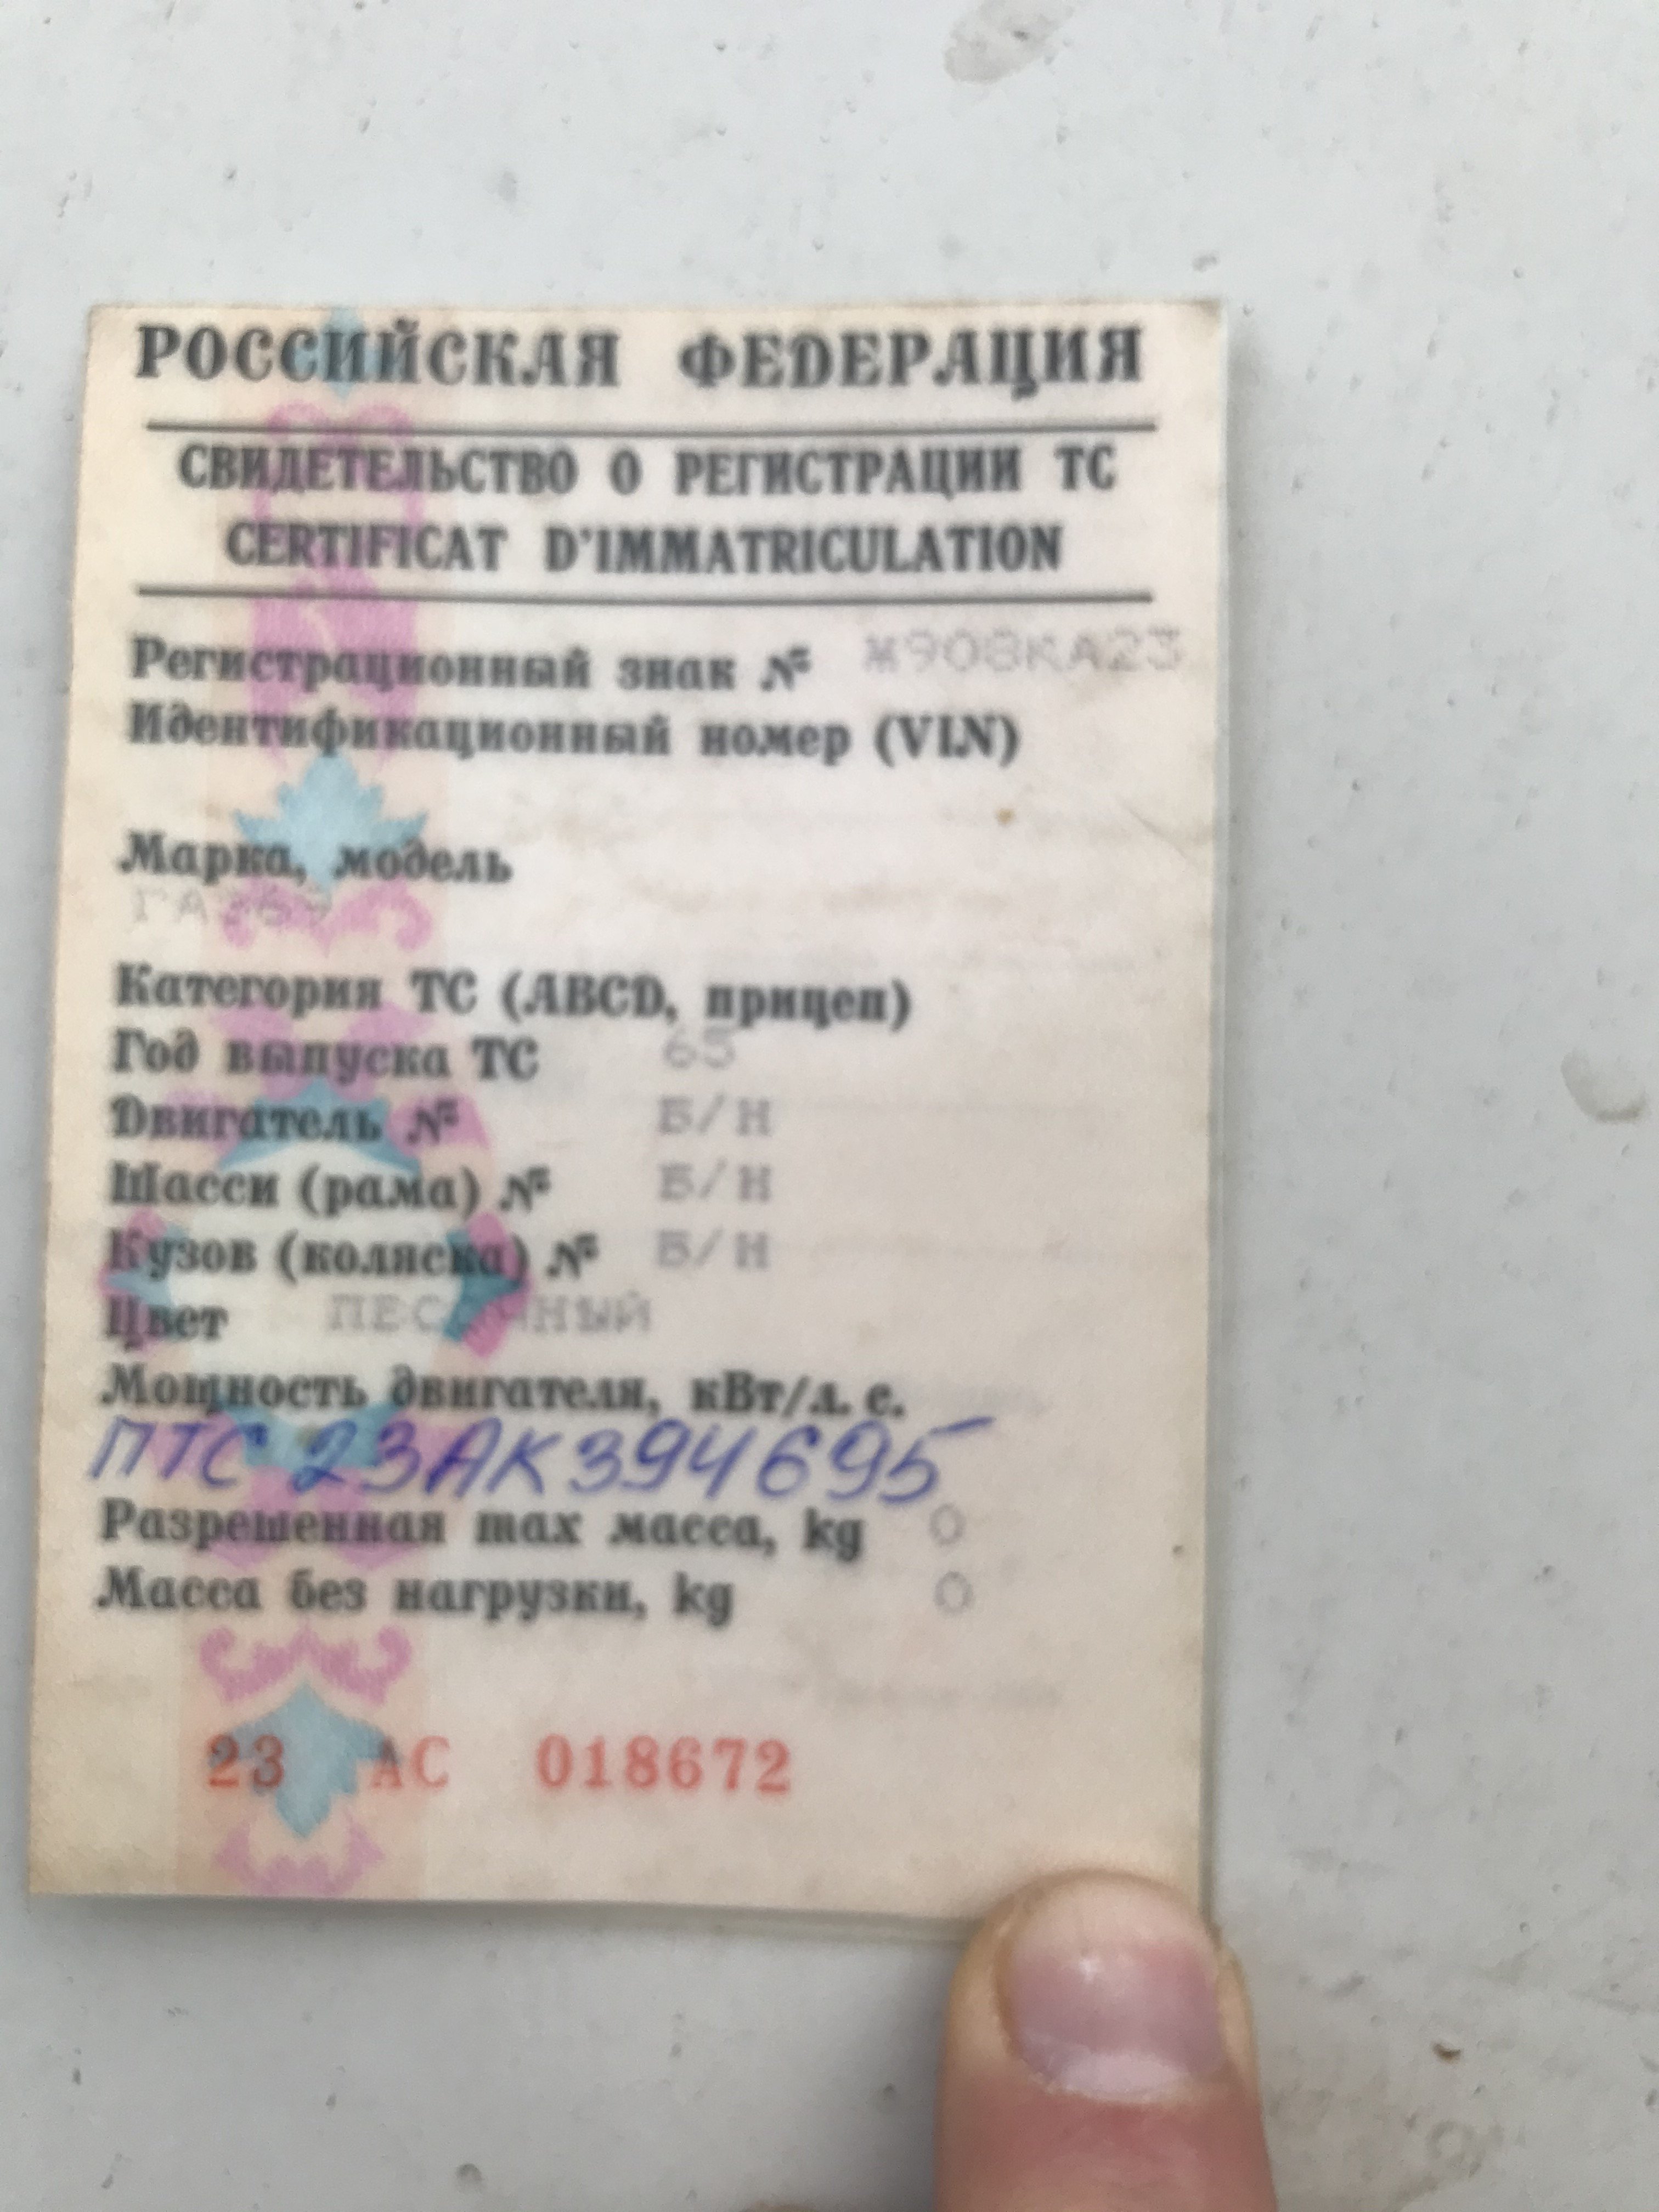 РОССИЙСКАЯ ФЕДЕРАЦИЯ
СВИДЕТЕЛЬСТВО О РЕГИСТРАЦИИ ТС
CERTIFICAT D'IMMATRICULATION
Регистрационный знак № Ж908КА23
Идентификационный номер (VIN)
Марка, модель
ГАЗ69
Категория ТС (ABCD, прицеп)
Год выпуска ТС 65
Двигатель № Б/Н
Шасси (рама) № Б/Н
Кузов (коляска) № Б/Н
Цвет ПЕСОЧНЫЙ
Мощность двигателя, кВт/л. с.
ПТС 23АК394695
Разрешенная max масса, kg 0
Масса без нагрузки, kg 0
23 АС 018672